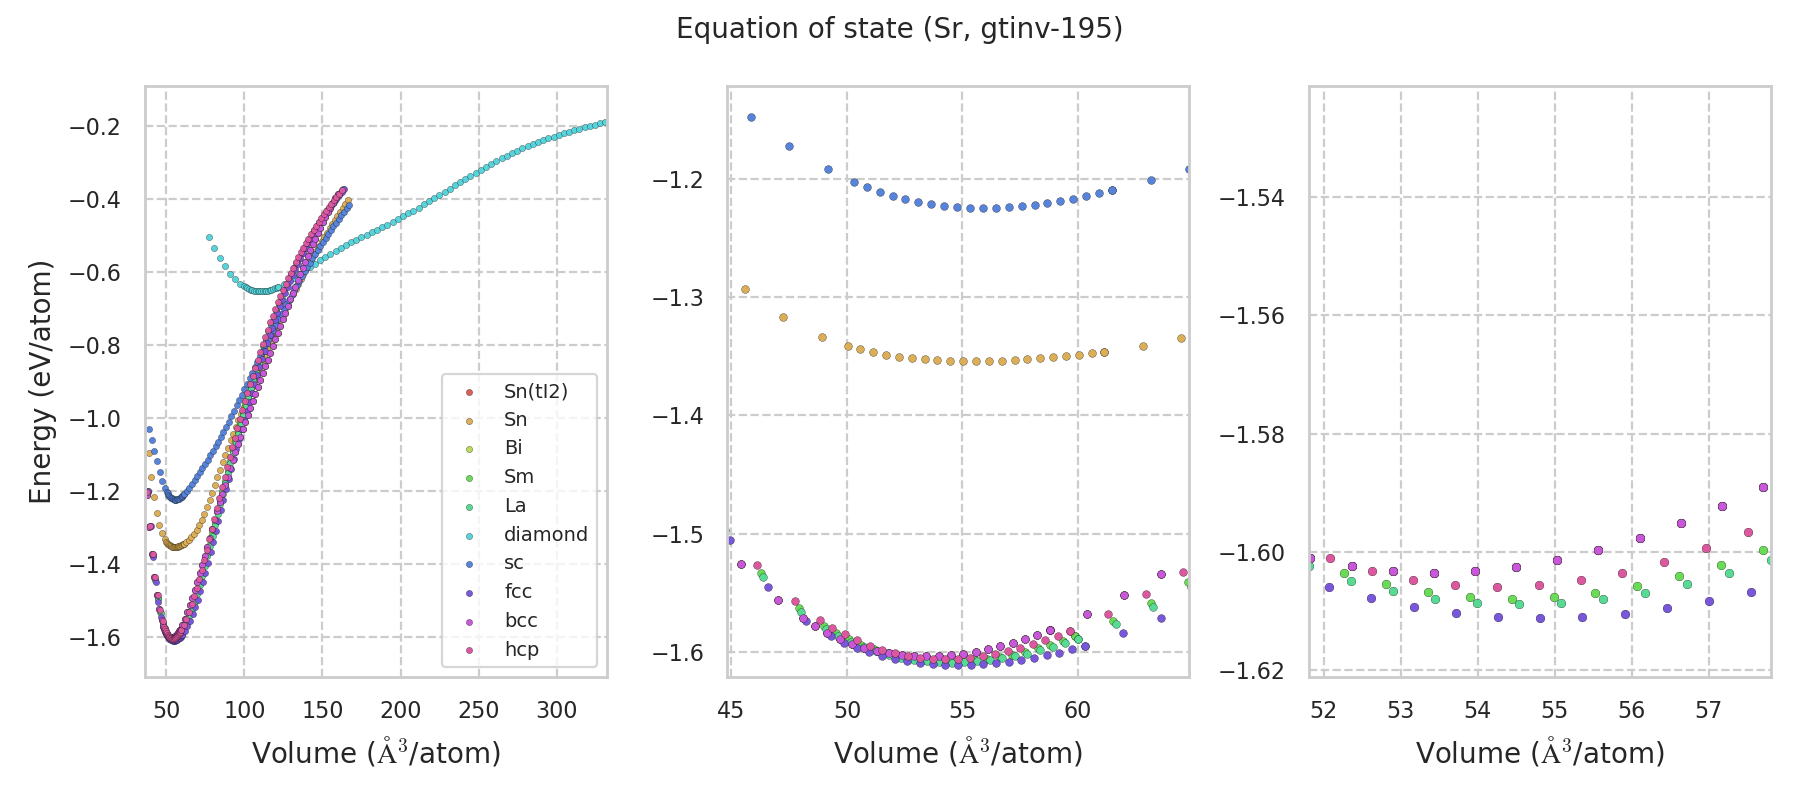 Equation of state (Sr, gtinv-195)
Energy (eV/atom)
−0.2
−0.4
−0.6
−0.8
−1.0
−1.2
−1.4
−1.6
50 100 150 200 250 300
Volume (Å³/atom)
Sn(tI2)
Sn
Bi
Sm
La
diamond
sc
fcc
bcc
hcp
−1.2
−1.3
−1.4
−1.5
−1.6
45 50 55 60
Volume (Å³/atom)
−1.54
−1.56
−1.58
−1.60
−1.62
52 53 54 55 56 57
Volume (Å³/atom)